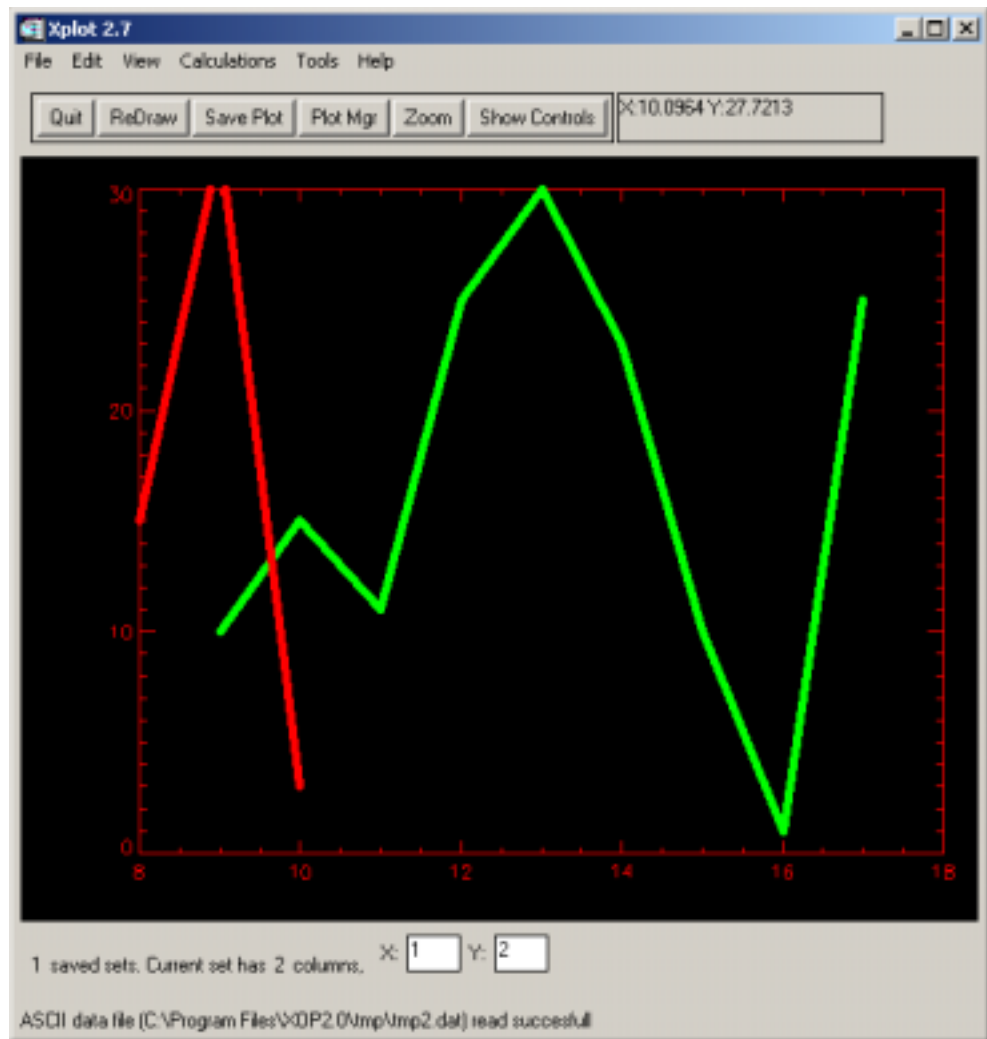 Xplot 2.7
File Edit View Calculations Tools Help
Quit ReDraw Save Plot Plot Mgr Zoom Show Controls X:10.0964 Y:27.7213
30
20
10
0
8 10 12 14 16 18
1 saved sets. Current set has 2 columns. X: 1 Y: 2
ASCII data file (C:\Program Files\XOP2.0\tmp\tmp2.dat) read succesfull